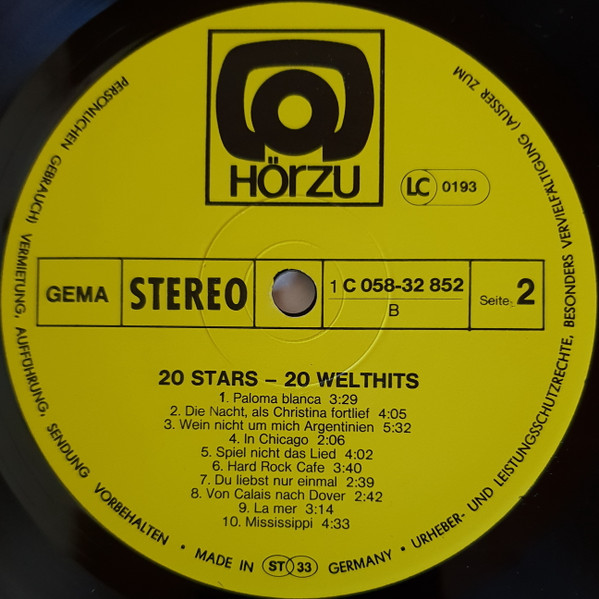 HÖRZU
LC 0193
GEMA
STEREO
1 C 058-32 852
B
Seite: 2
20 STARS – 20 WELTHITS
1. Paloma blanca 3:29
2. Die Nacht, als Christina fortlief 4:05
3. Wein nicht um mich Argentinien 5:32
4. In Chicago 2:06
5. Spiel nicht das Lied 4:02
6. Hard Rock Cafe 3:40
7. Du liebst nur einmal 2:39
8. Von Calais nach Dover 2:42
9. La mer 3:14
10. Mississippi 4:33
MADE IN ST 33 GERMANY • URHEBER- UND LEISTUNGSSCHUTZRECHTE, BESONDERS VERVIELFÄLTIGUNG (AUSSER ZUM
PERSÖNLICHEN GEBRAUCH) VERMIETUNG, AUFFÜHRUNG, SENDUNG VORBEHALTEN •